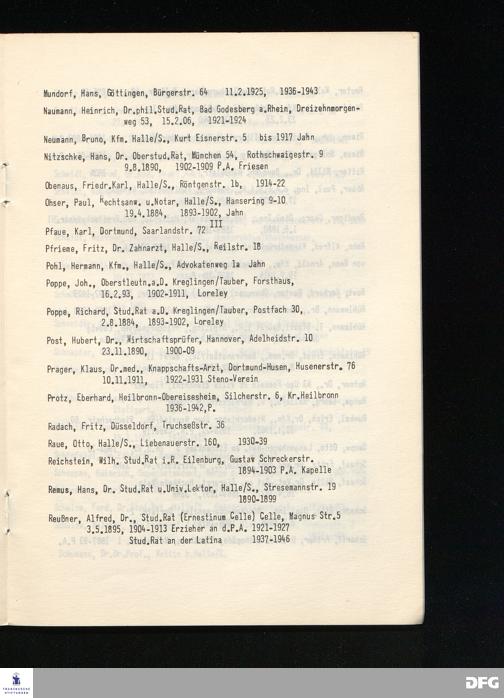 Mundorf, Hans, Göttingen, Bürgerstr. 64 11.2.1925, 1936-1943
Naumann, Heinrich, Dr.phil.Stud.Rat, Bad Godesberg a.Rhein, Dreizehnmorgen-
weg 53, 15.2.06, 1921-1924
Neumann, Bruno, Kfm. Halle/S., Kurt Eisnerstr. 5 bis 1917 Jahn
Nitzschke, Hans, Dr. Oberstud.Rat, München 54, Rothschwaigestr. 9
9.8.1890, 1902-1909 P.A. Friesen
Obenaus, Friedr.Karl, Halle/S., Röntgenstr. 1b, 1914-22
Ohser, Paul, Rechtsanw. u.Notar, Halle/S., Hansering 9-10
19.4.1884, 1893-1902, Jahn
III
Pfaue, Karl, Dortmund, Saarlandstr. 72
Pfrieme, Fritz, Dr. Zahnarzt, Halle/S., Reilstr. 18
Pohl, Hermann, Kfm., Halle/S., Advokatenweg 1a Jahn
Poppe, Joh., Oberstleutn.a.D. Kreglingen/Tauber, Forsthaus,
16.2.93, 1902-1911, Loreley
Poppe, Richard, Stud.Rat a.D. Kreglingen/Tauber, Postfach 30,
2.8.1884, 1893-1902, Loreley
Post, Hubert, Dr., Wirtschaftsprüfer, Hannover, Adelheidstr. 10
23.11.1890, 1900-09
Prager, Klaus, Dr.med., Knappschafts-Arzt, Dortmund-Husen, Husenerstr. 76
10.11.1911, 1922-1931 Steno-Verein
Protz, Eberhard, Heilbronn-Obereisesheim, Silcherstr. 6, Kr.Heilbronn
1936-1942,P.
Radach, Fritz, Düsseldorf, Truchseßstr. 36
Raue, Otto, Halle/S., Liebenauerstr. 160, 1930-39
Reichstein, Wilh. Stud.Rat i.R. Eilenburg, Gustav Schreckerstr.
1894-1903 P.A. Kapelle
Remus, Hans, Dr. Stud.Rat u.Univ.Lektor, Halle/S., Stresemannstr. 19
1890-1899
Reußner, Alfred, Dr., Stud.Rat (Ernestinum Celle) Celle, Magnus Str.5
3.5.1895, 1904-1913 Erzieher an d.P.A. 1921-1927
Stud.Rat an der Latina 1937-1946
FRANCKESCHE
STIFTUNGEN
DFG